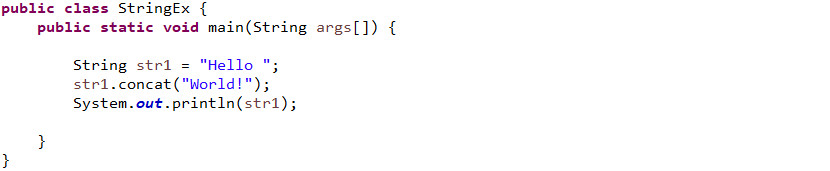 public class StringEx {
    public static void main(String args[]) {

        String str1 = "Hello ";
        str1.concat("World!");
        System.out.println(str1);

    }
}